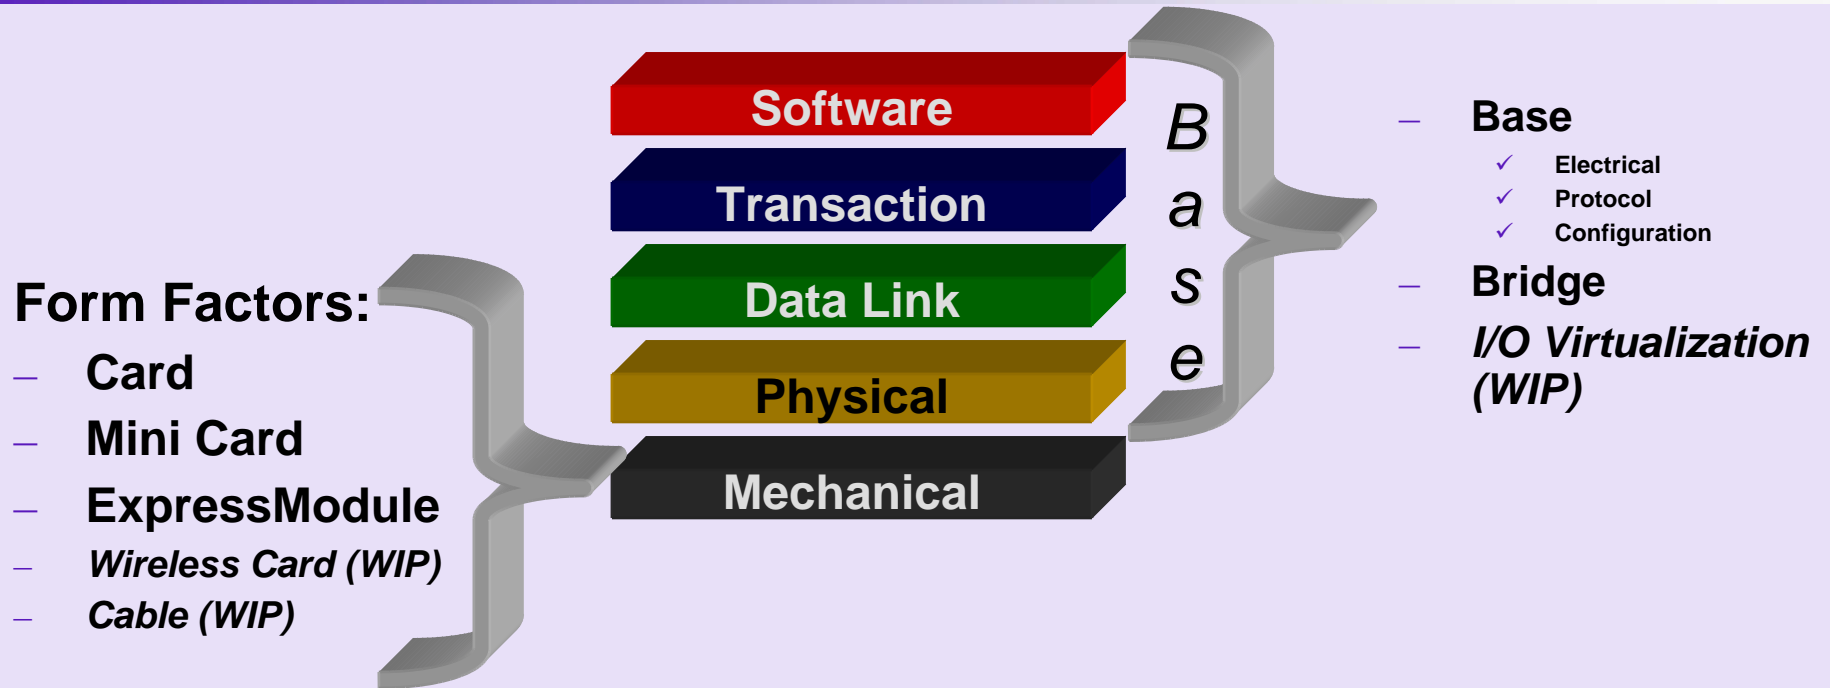 Form Factors:
– Card
– Mini Card
– ExpressModule
– Wireless Card (WIP)
– Cable (WIP)
Software
Transaction
Data Link
Physical
Mechanical
B
a
s
e
– Base
✓ Electrical
✓ Protocol
✓ Configuration
– Bridge
– I/O Virtualization
(WIP)